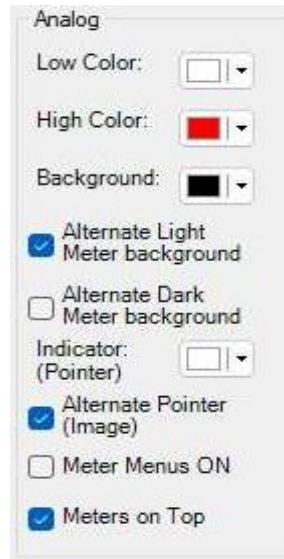 Analog
Low Color:
High Color:
Background:
Alternate Light
Meter background
Alternate Dark
Meter background
Indicator:
(Pointer)
Alternate Pointer
(Image)
Meter Menus ON
Meters on Top